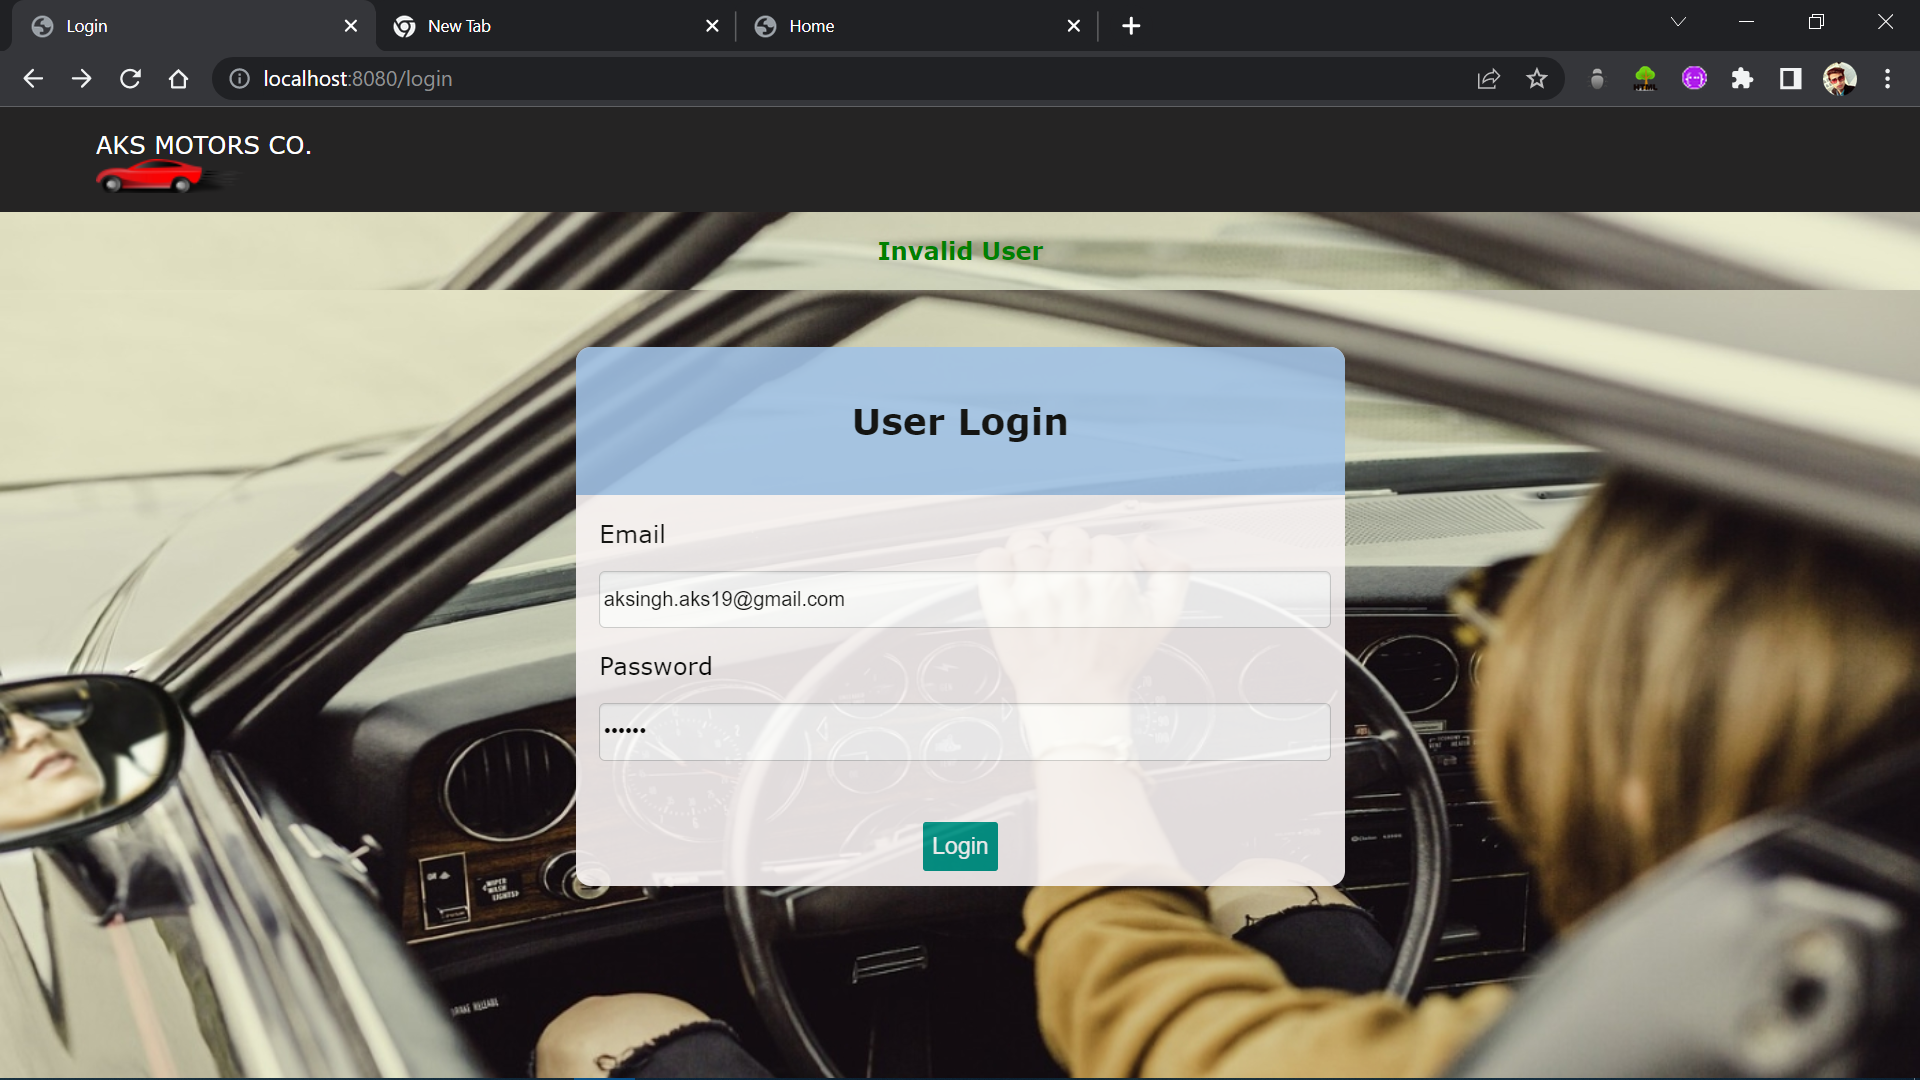 Login
New Tab
Home
localhost:8080/login
AKS MOTORS CO.
Invalid User
User Login
Email
aksingh.aks19@gmail.com
Password
••••••
Login